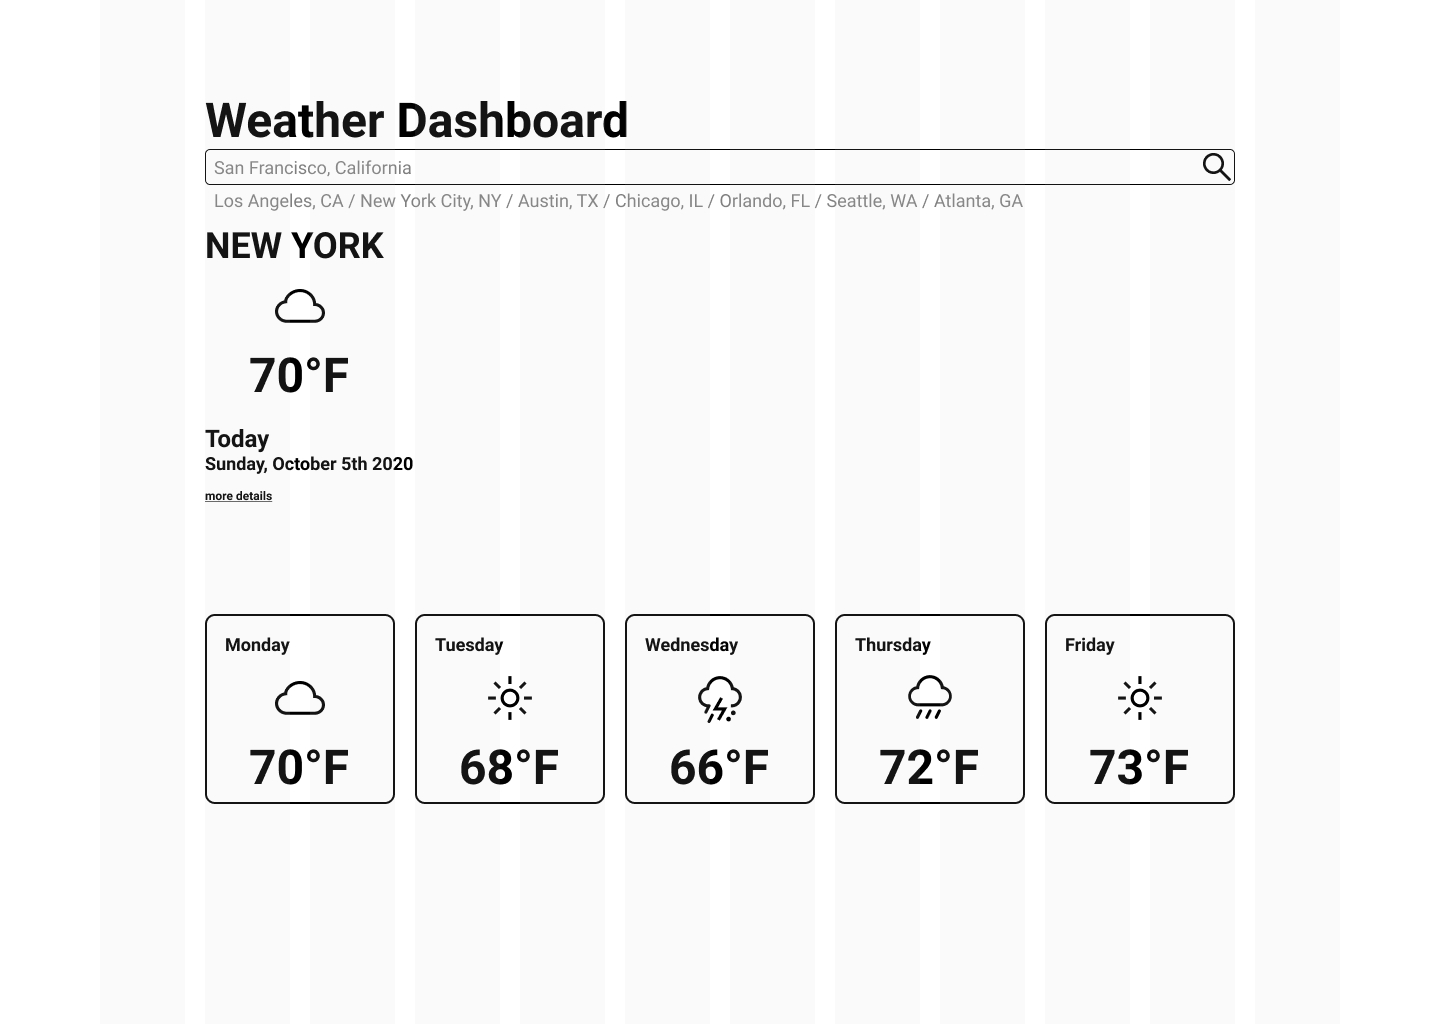 Weather Dashboard
San Francisco, California
Los Angeles, CA / New York City, NY / Austin, TX / Chicago, IL / Orlando, FL / Seattle, WA / Atlanta, GA
NEW YORK
70°F
Today
Sunday, October 5th 2020
more details
Monday
70°F
Tuesday
68°F
Wednesday
66°F
Thursday
72°F
Friday
73°F